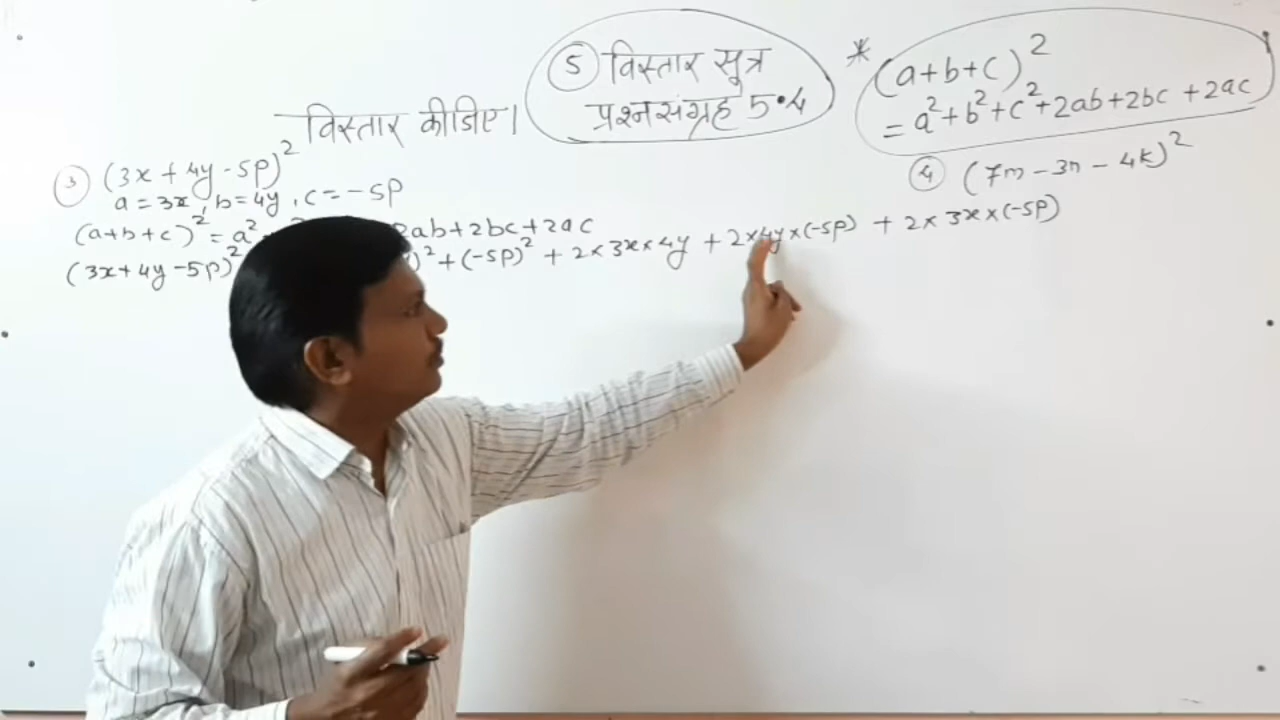 (5) विस्तार सूत्र
प्रश्नसंग्रह 5.4
* (a+b+c)²
= a²+b²+c²+2ab+2bc+2ac
विस्तार कीजिए।
(3) (3x + 4y - 5p)²
a = 3x, b = 4y, c = -5p
(a+b+c)² = a² 2ab+2bc+2ac
(3x+4y-5p)² )² + (-5p)² + 2×3x×4y + 2×4y×(-5p) + 2×3x×(-5p)
(4) (7m - 3n - 4k)²